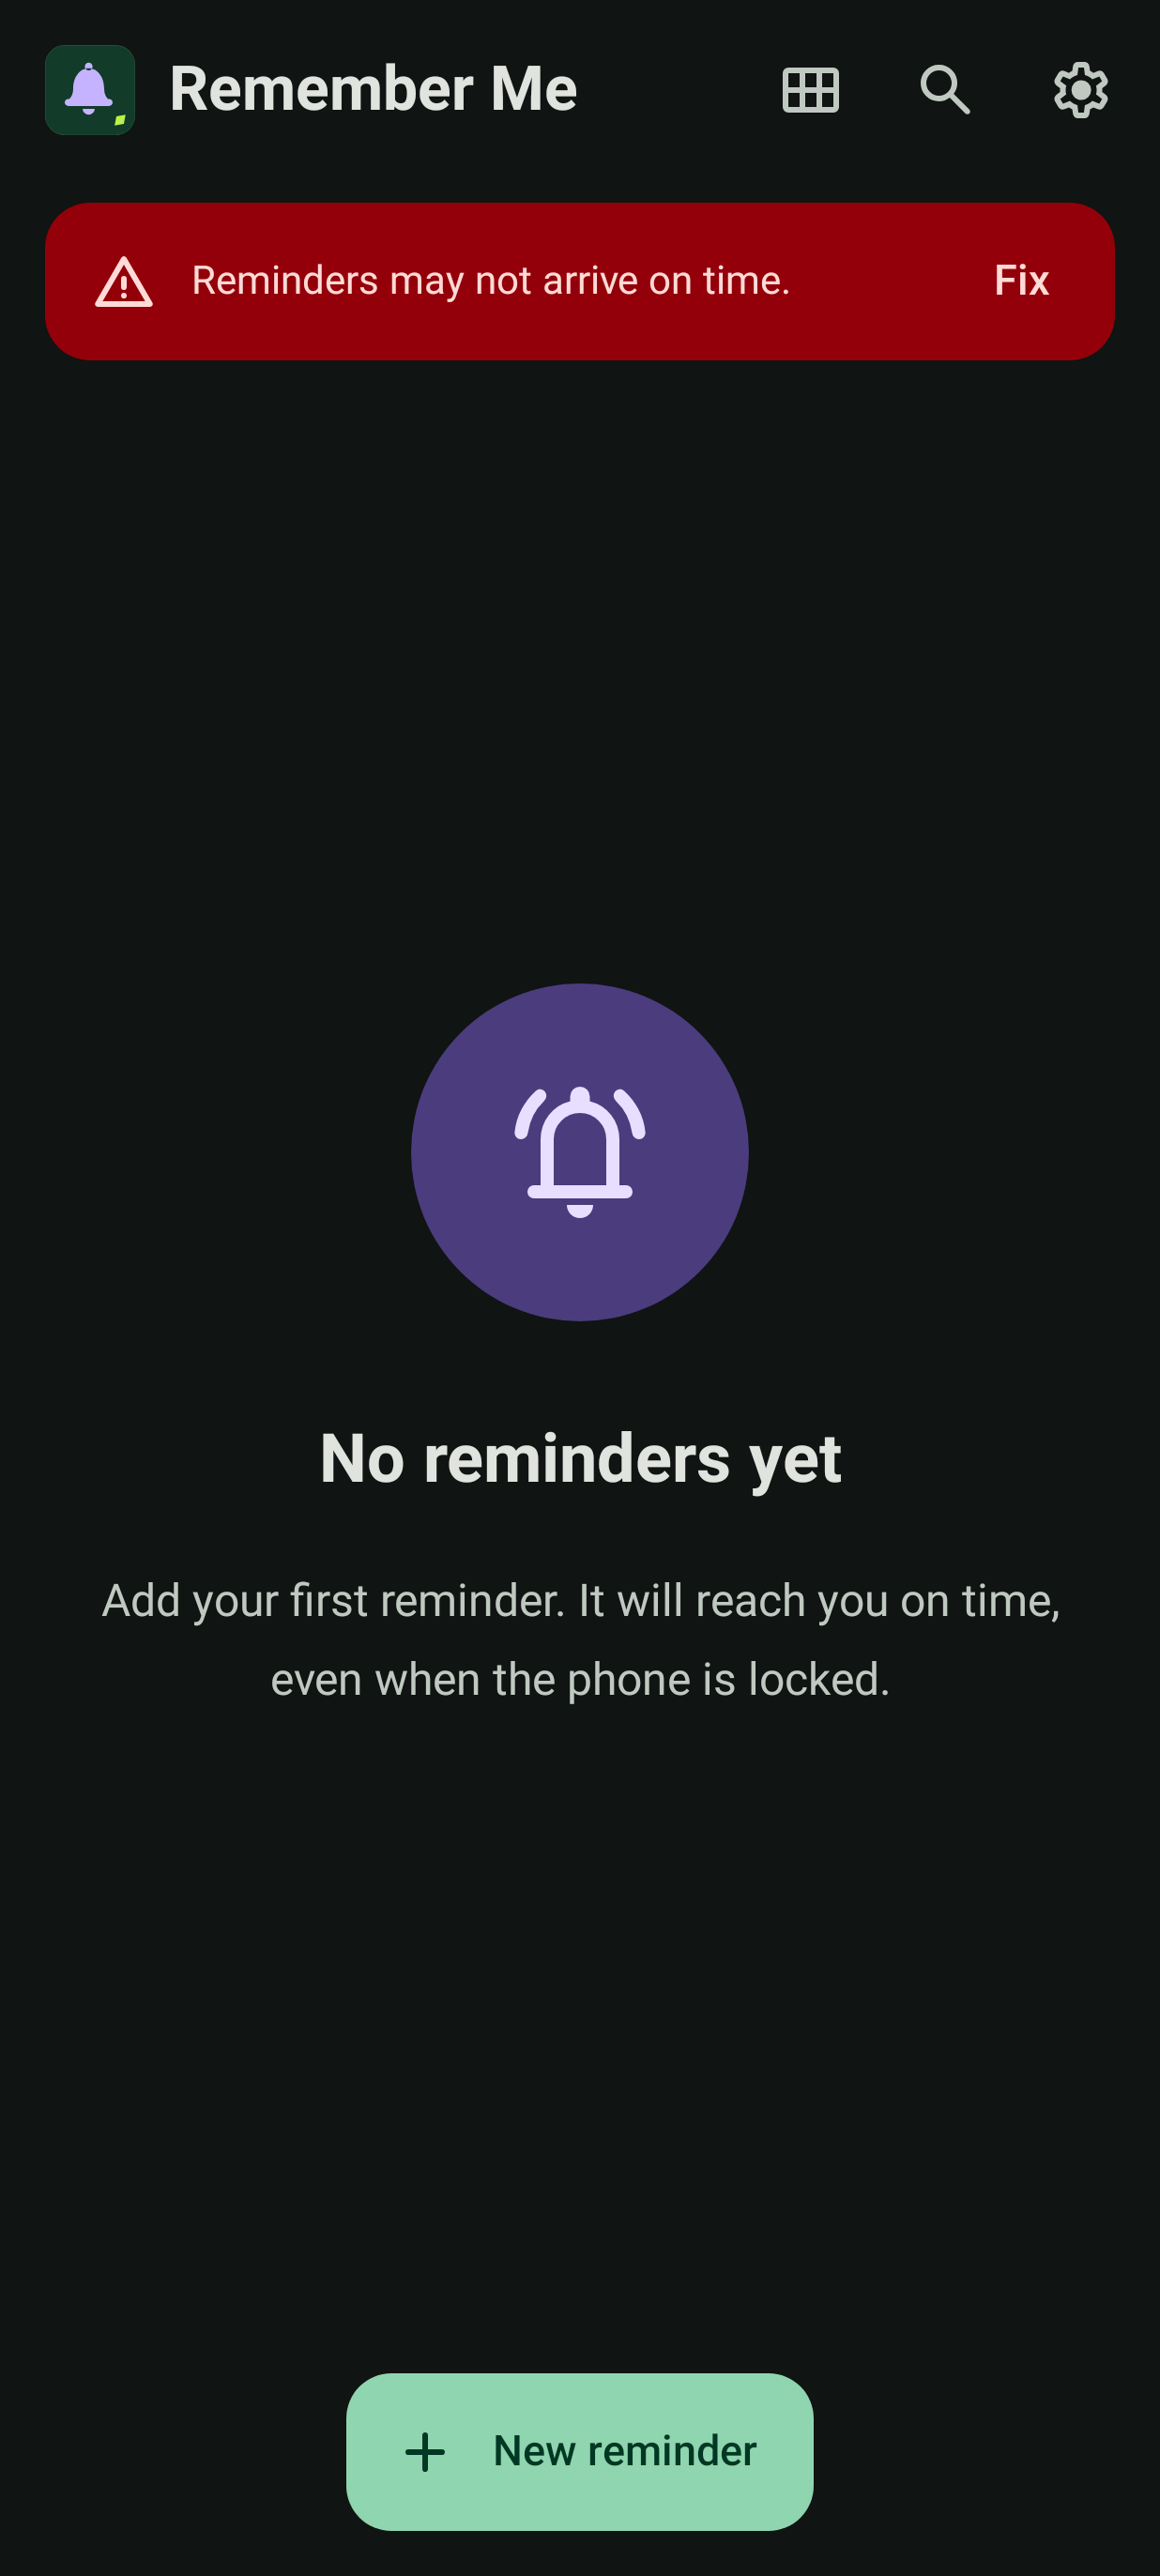 Remember Me
Reminders may not arrive on time.
Fix
No reminders yet
Add your first reminder. It will reach you on time,
even when the phone is locked.
New reminder